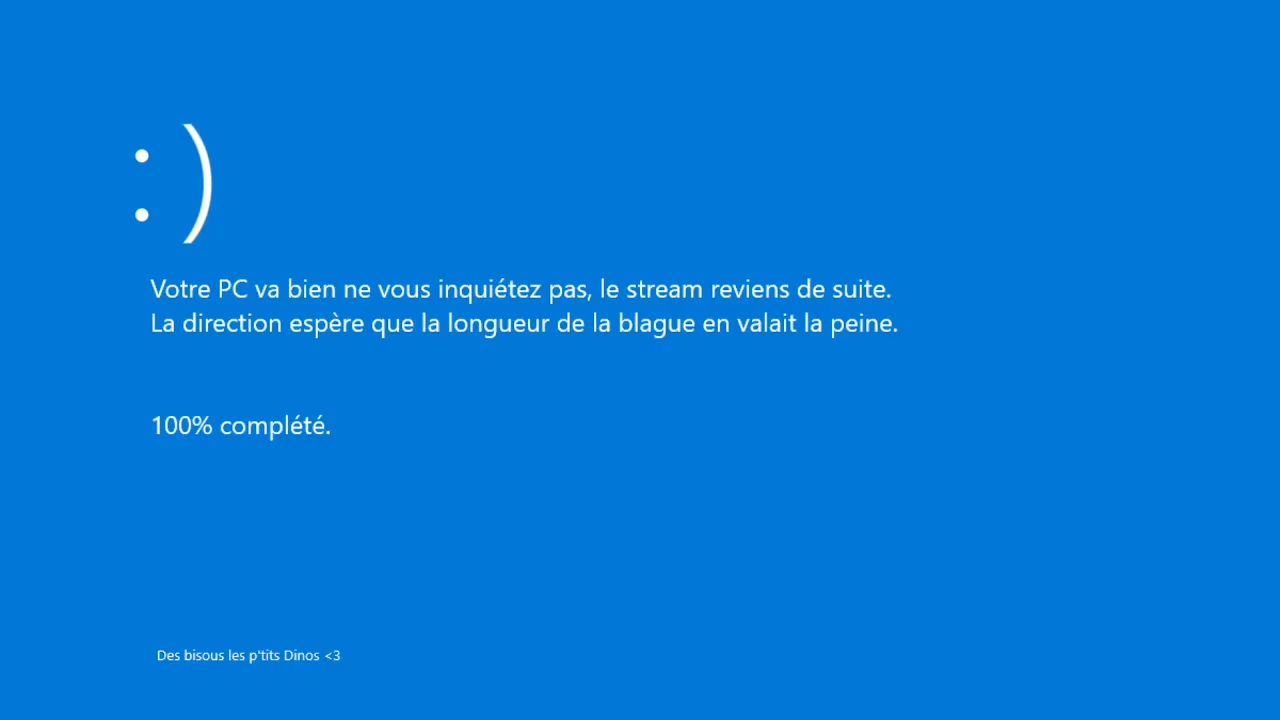 :)
Votre PC va bien ne vous inquiétez pas, le stream reviens de suite.
La direction espère que la longueur de la blague en valait la peine.
100% complété.
Des bisous les p'tits Dinos <3